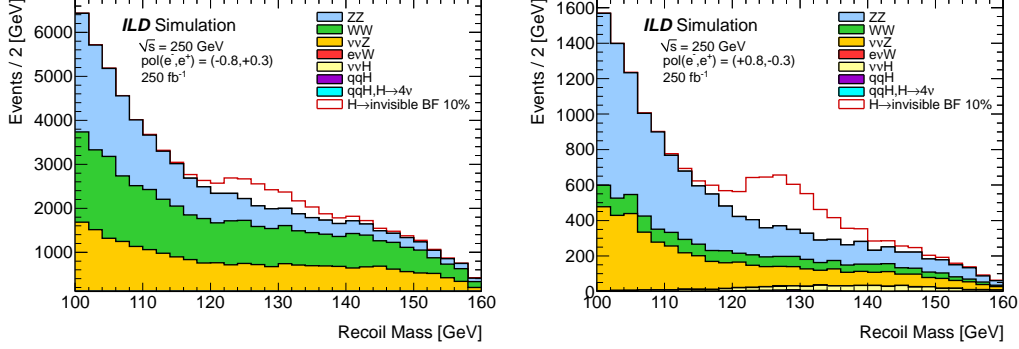 Events / 2 [GeV]
6000
5000
4000
3000
2000
1000
ILD Simulation
√s = 250 GeV
pol(e⁻,e⁺) = (-0.8,+0.3)
250 fb⁻¹
ZZ
WW
ννZ
eνW
ννH
qqH
qqH,H→4ν
H→invisible BF 10%
100 110 120 130 140 150 160
Recoil Mass [GeV]
Events / 2 [GeV]
1600
1400
1200
1000
800
600
400
200
0
ILD Simulation
√s = 250 GeV
pol(e⁻,e⁺) = (+0.8,-0.3)
250 fb⁻¹
ZZ
WW
ννZ
eνW
ννH
qqH
qqH,H→4ν
H→invisible BF 10%
100 110 120 130 140 150 160
Recoil Mass [GeV]